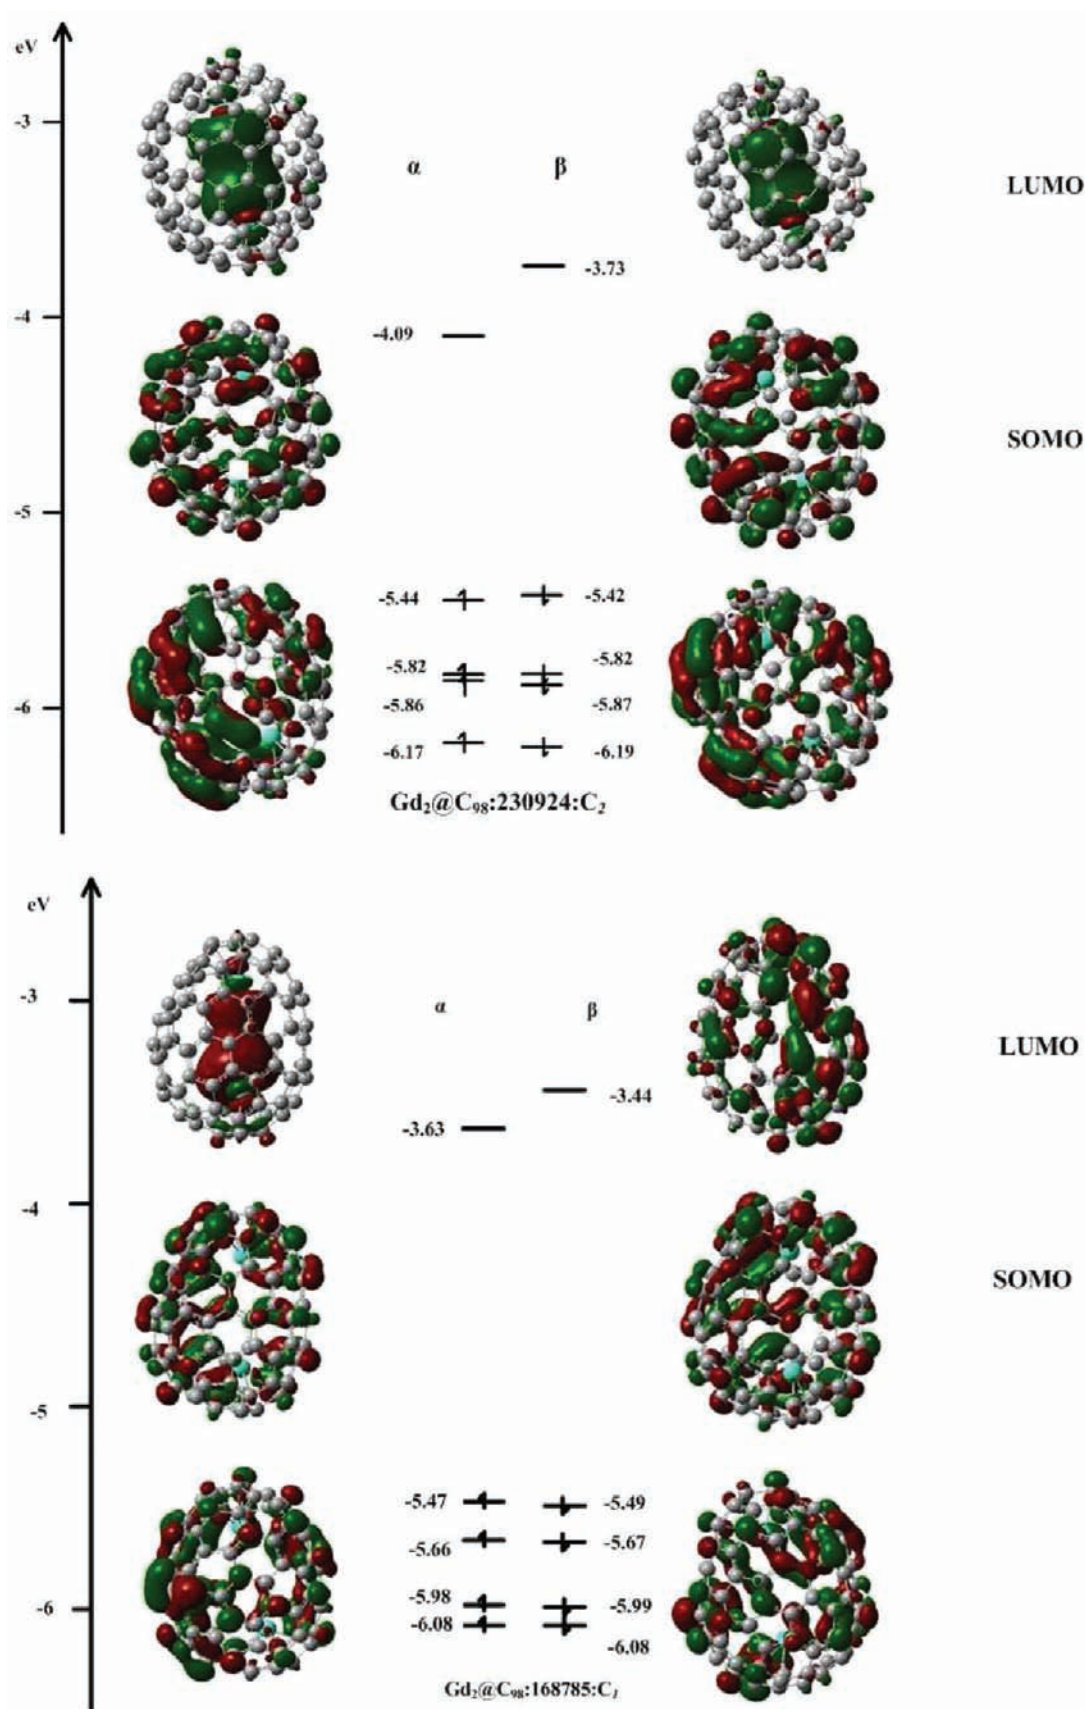 eV
-3
α
β
LUMO
-3.73
-4
-4.09
SOMO
-5
-5.44
-5.42
-5.82
-5.82
-5.86
-5.87
-6
-6.17
-6.19
Gd₂@C₉₈:230924:C₂
eV
-3
α
β
LUMO
-3.44
-3.63
-4
SOMO
-5
-5.47
-5.49
-5.66
-5.67
-5.98
-5.99
-6
-6.08
-6.08
Gd₂@C₉₈:168785:C₁